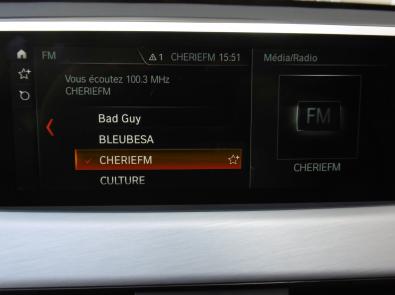 FM
1 CHERIEFM 15:51
Média/Radio
Vous écoutez 100.3 MHz
CHERIEFM
Bad Guy
BLEUBESA
CHERIEFM
CULTURE
FM
CHERIEFM